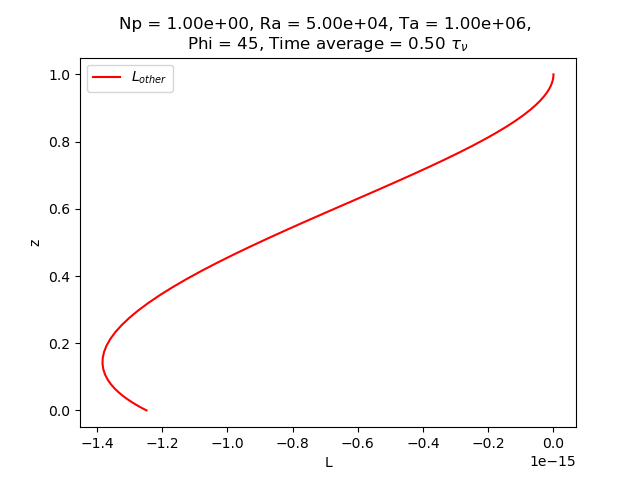 Np = 1.00e+00, Ra = 5.00e+04, Ta = 1.00e+06,
Phi = 45, Time average = 0.50 τ_ν
L_other
1.0
0.8
0.6
0.4
0.2
0.0
z
−1.4 −1.2 −1.0 −0.8 −0.6 −0.4 −0.2 0.0
L
1e−15